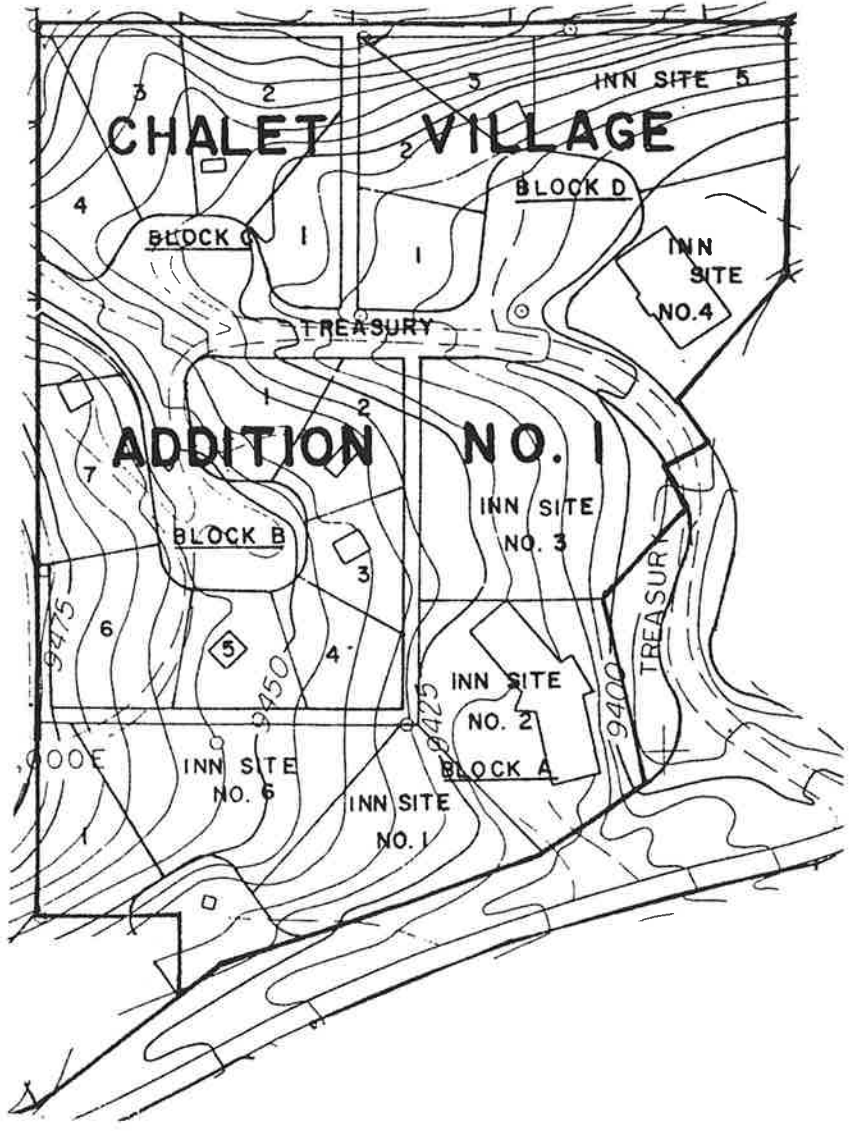 3
2
3
INN SITE 5
CHALET VILLAGE
2
4
BLOCK C
1
1
BLOCK D
INN
SITE
NO. 4
TREASURY
1
2
ADDITION NO. 1
7
INN SITE
NO. 3
BLOCK B
3
TREASURY
6
9475
5
4
9450
9425
INN SITE
NO. 2
9400
BLOCK A
,000E
INN SITE
NO. 6
INN SITE
NO. 1
1